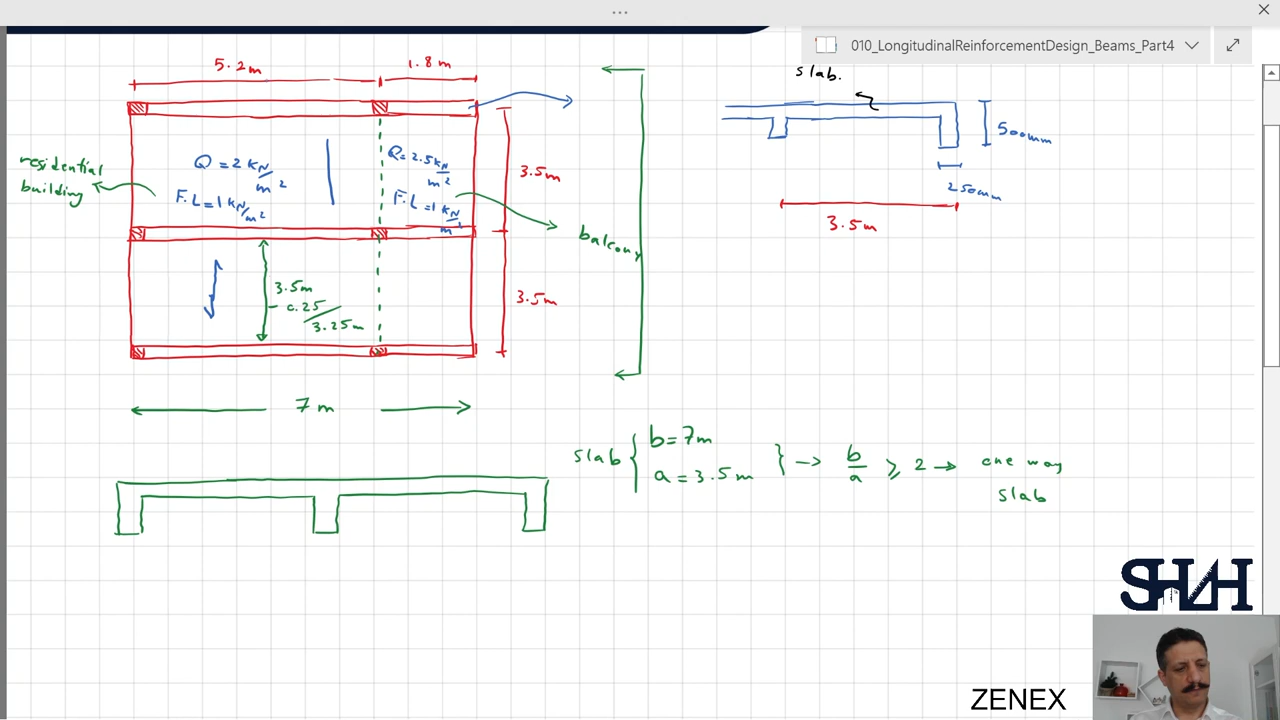 010_LongitudinalReinforcementDesign_Beams_Part4
5.2m
1.8m
slab.
500mm
250mm
3.5m
residential
building
Q = 2 kN/m²
F.L = 1 kN/m²
Q = 2.5 kN/m²
F.L = 1 kN/m²
3.5m
balcony
3.5m
3.5m
- 0.25
3.25m
7m
slab { b = 7m
a = 3.5m } → b/a ≥ 2 → one way
slab
SHLH
ZENEX